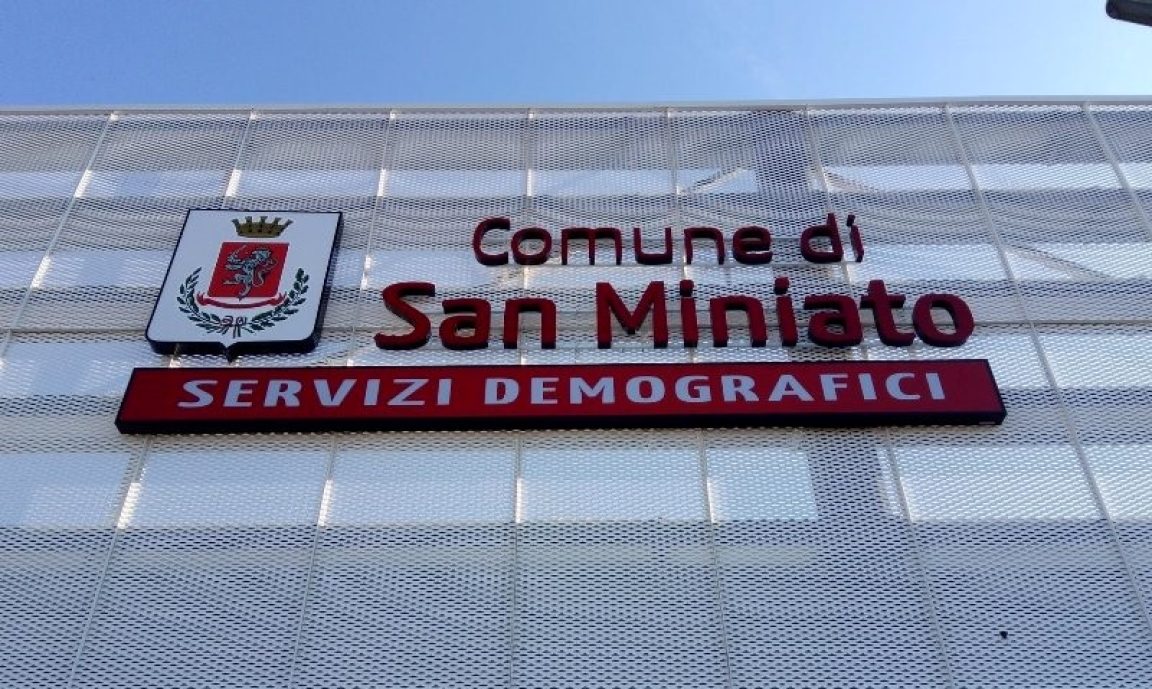 Comune di
San Miniato
SERVIZI DEMOGRAFICI